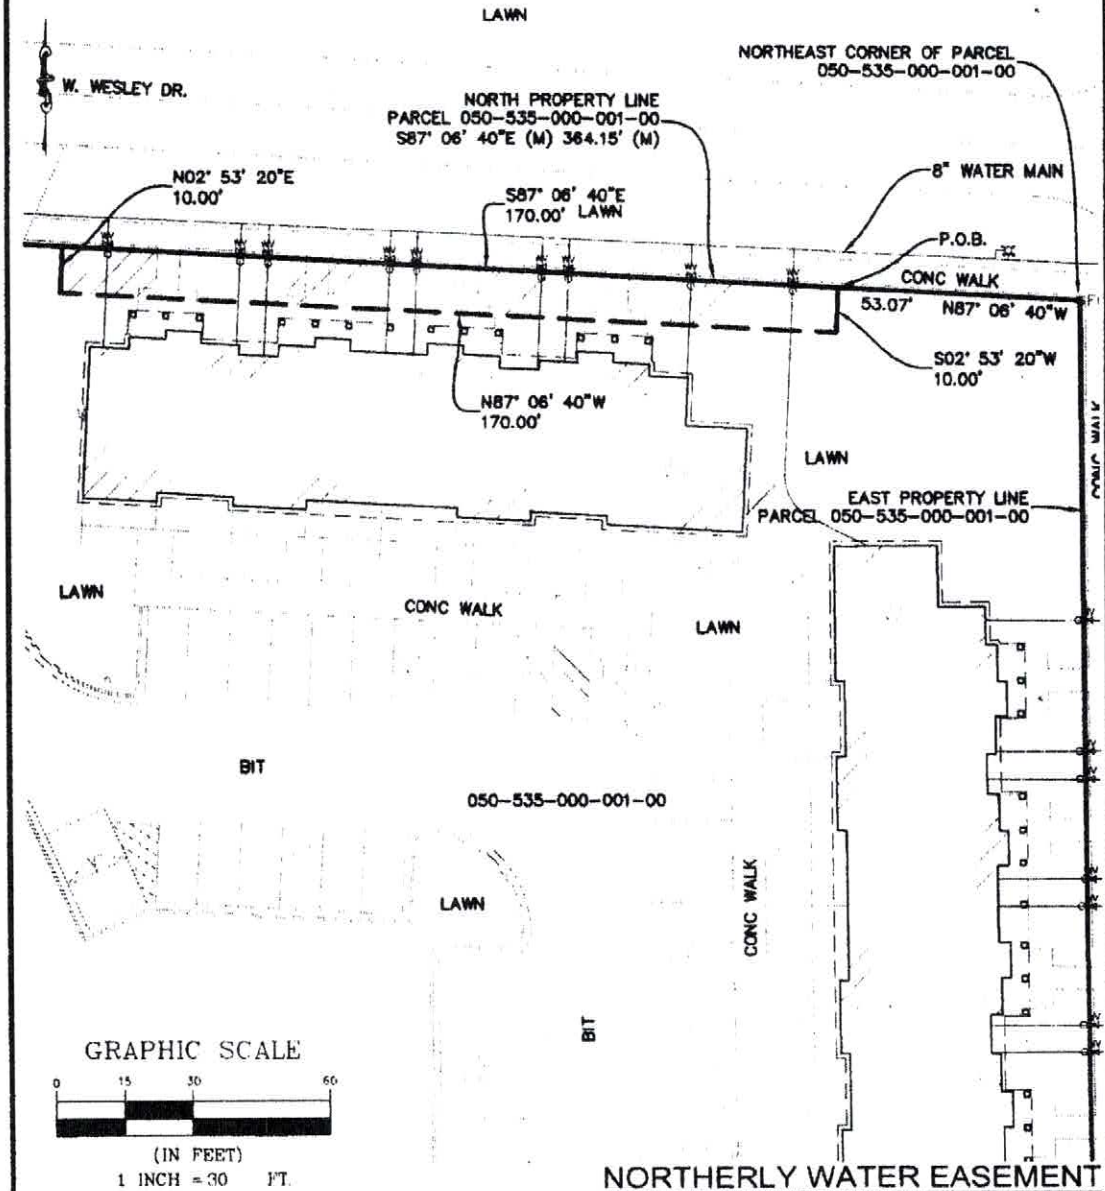 LAWN
NORTHEAST CORNER OF PARCEL
050-535-000-001-00
W. WESLEY DR.
NORTH PROPERTY LINE
PARCEL 050-535-000-001-00
S87° 06' 40"E (M) 364.15' (M)
N02° 53' 20"E
10.00'
8" WATER MAIN
S87° 06' 40"E
170.00'
LAWN
P.O.B.
CONC WALK
53.07'
N87° 06' 40"W
S02° 53' 20"W
10.00'
N87° 06' 40"W
170.00'
CONC WALK
LAWN
EAST PROPERTY LINE
PARCEL 050-535-000-001-00
LAWN
CONC WALK
LAWN
BIT
050-535-000-001-00
LAWN
CONC WALK
BIT
GRAPHIC SCALE
0 15 30 60
(IN FEET)
1 INCH = 30 FT.
NORTHERLY WATER EASEMENT